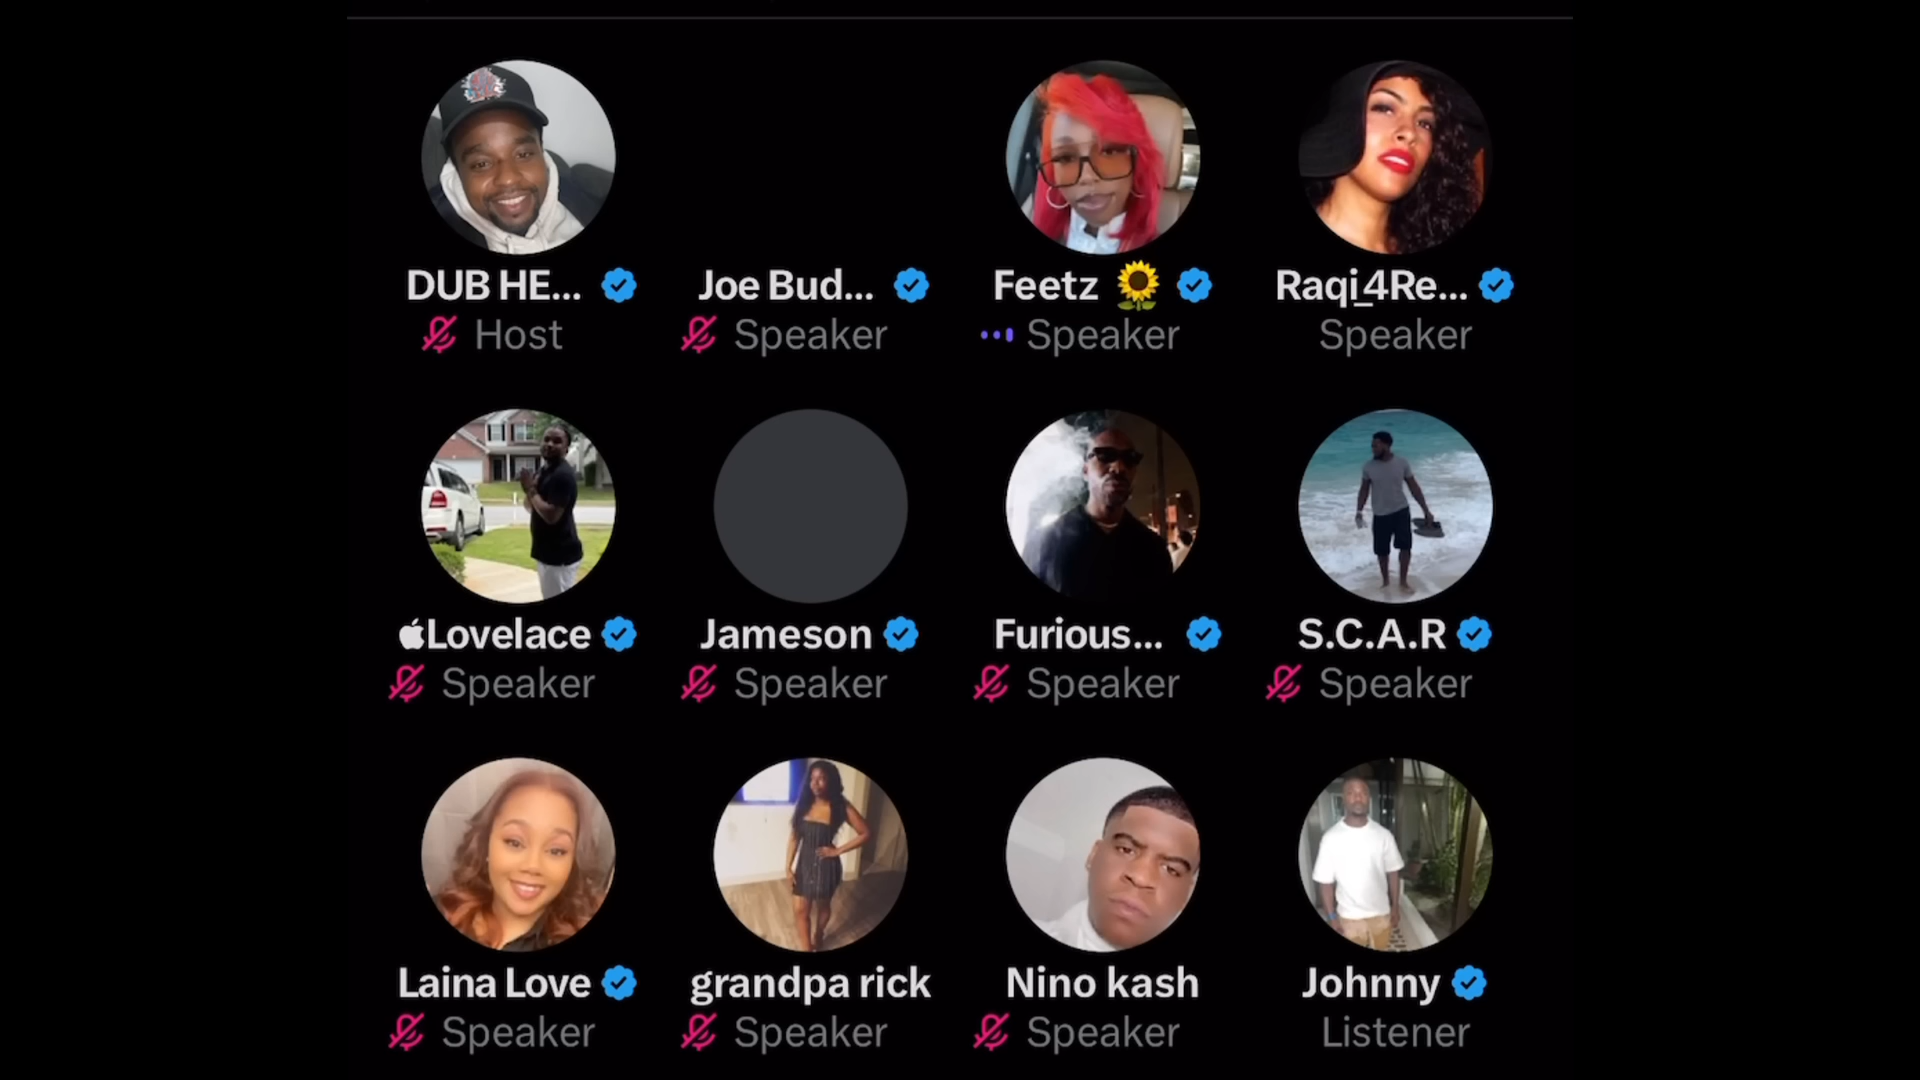 DUB HE...
Host
Joe Bud...
Speaker
Feetz 🌻
Speaker
Raqi_4Re...
Speaker
Lovelace
Speaker
Jameson
Speaker
Furious...
Speaker
S.C.A.R
Speaker
Laina Love
Speaker
grandpa rick
Speaker
Nino kash
Speaker
Johnny
Listener